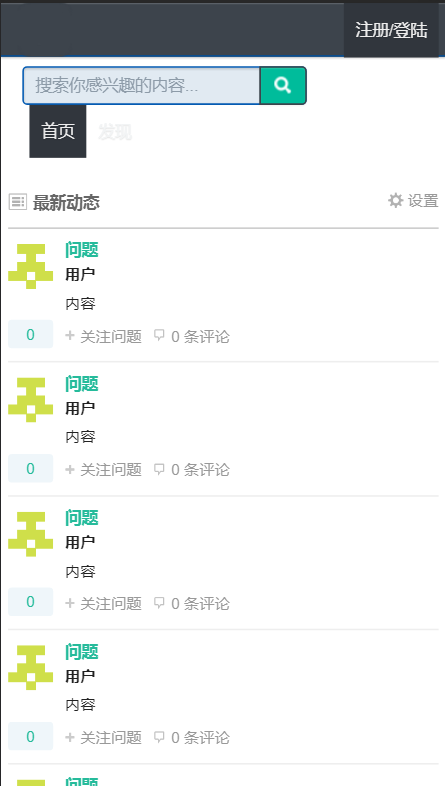 注册/登陆
搜索你感兴趣的内容...
首页 发现
最新动态 设置
问题
用户
内容
0 关注问题 0 条评论
问题
用户
内容
0 关注问题 0 条评论
问题
用户
内容
0 关注问题 0 条评论
问题
用户
内容
0 关注问题 0 条评论
问题